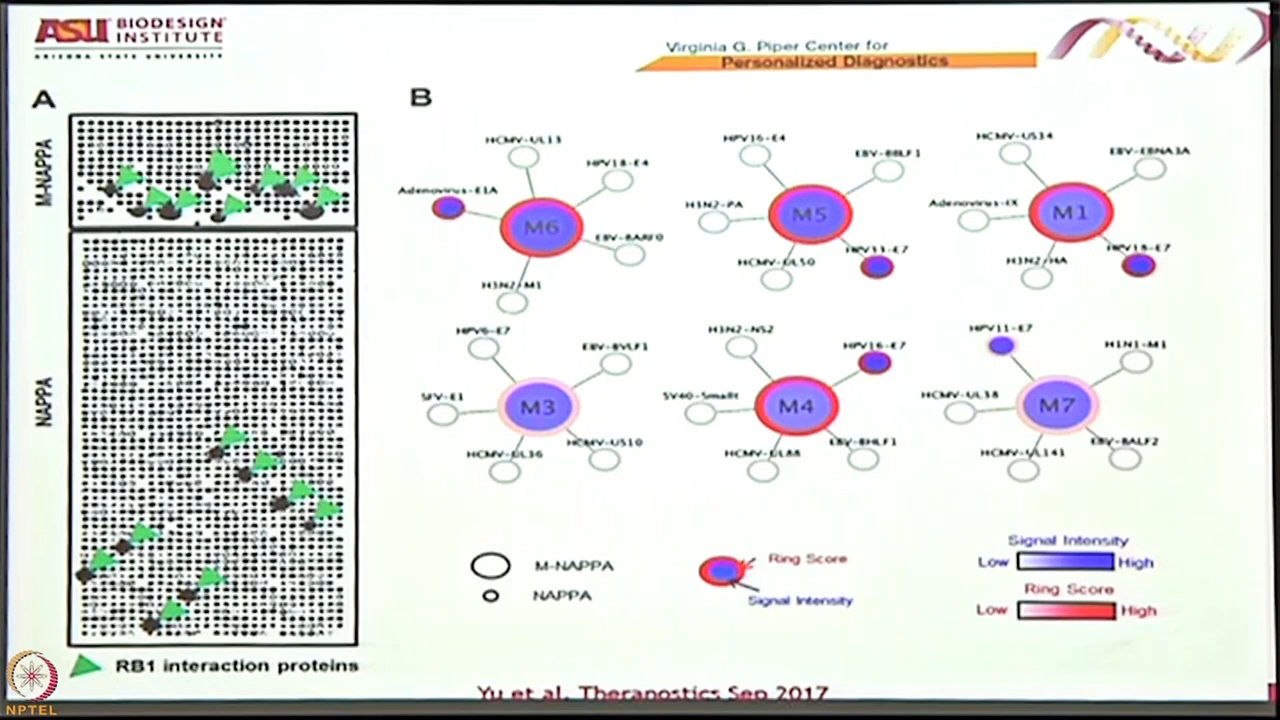 ASU BIODESIGN
INSTITUTE
ARIZONA STATE UNIVERSITY
Virginia G. Piper Center for
Personalized Diagnostics
A
B
M-NAPPA
NAPPA
RB1 interaction proteins
HCMV-UL13
HPV18-E4
Adenovirus-E1A
M6
EBV-BARF0
H3N2-M1
HPV16-E4
EBV-BBLF1
H3N2-PA
M5
HPV33-E7
HCMV-UL50
HCMV-US34
EBV-EBNA3A
Adenovirus-IX
M1
HPV18-E7
H3N2-HA
HPV6-E7
EBV-BVLF1
SFV-E1
M3
HCMV-US10
HCMV-UL36
H3N2-NS2
HPV16-E7
SV40-Smallt
M4
EBV-BHLF1
HCMV-UL88
HPV11-E7
H1N1-M1
HCMV-UL38
M7
EBV-BALF2
HCMV-UL141
M-NAPPA
NAPPA
Ring Score
Signal Intensity
Signal Intensity
Low High
Ring Score
Low High
Yu et al. Theranostics Sep 2017
NPTEL